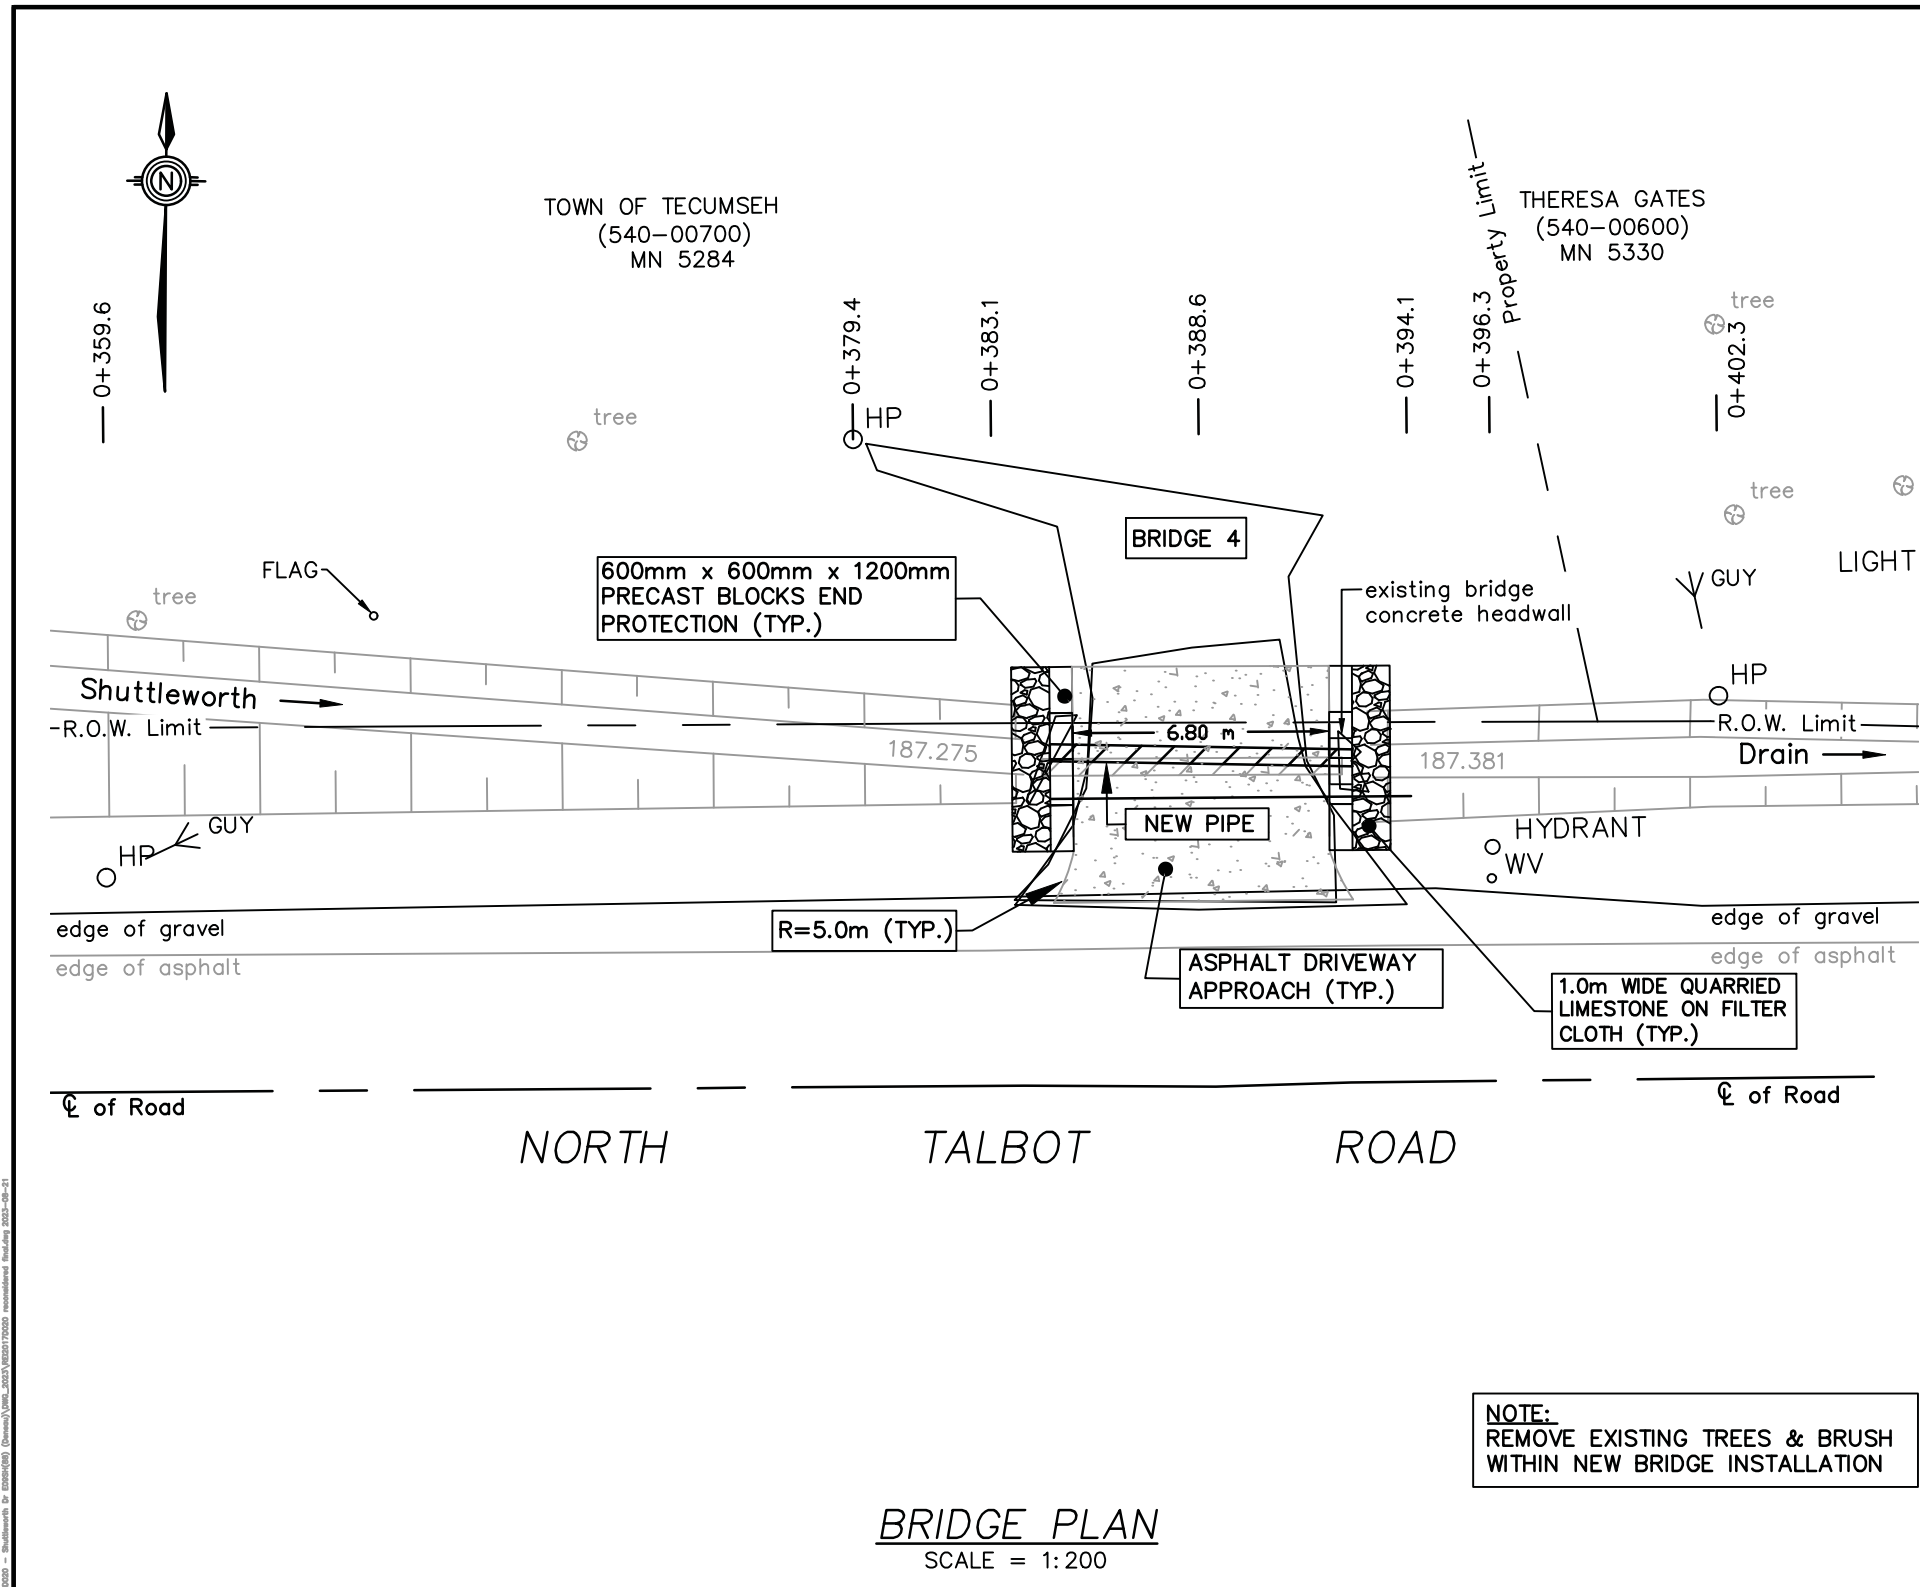 N
TOWN OF TECUMSEH
(540-00700)
MN 5284
THERESA GATES
(540-00600)
MN 5330
Property Limit
0+359.6
0+379.4
0+383.1
0+388.6
0+394.1
0+396.3
0+402.3
tree
HP
tree
tree
BRIDGE 4
FLAG
600mm x 600mm x 1200mm
PRECAST BLOCKS END
PROTECTION (TYP.)
existing bridge
concrete headwall
GUY
LIGHT
tree
HP
Shuttleworth
R.O.W. Limit
6.80 m
R.O.W. Limit
187.275
187.381
Drain
NEW PIPE
GUY
HP
HYDRANT
WV
edge of gravel
R=5.0m (TYP.)
edge of gravel
edge of asphalt
edge of asphalt
ASPHALT DRIVEWAY
APPROACH (TYP.)
1.0m WIDE QUARRIED
LIMESTONE ON FILTER
CLOTH (TYP.)
℄ of Road
℄ of Road
NORTH TALBOT ROAD
NOTE:
REMOVE EXISTING TREES & BRUSH
WITHIN NEW BRIDGE INSTALLATION
BRIDGE PLAN
SCALE = 1:200